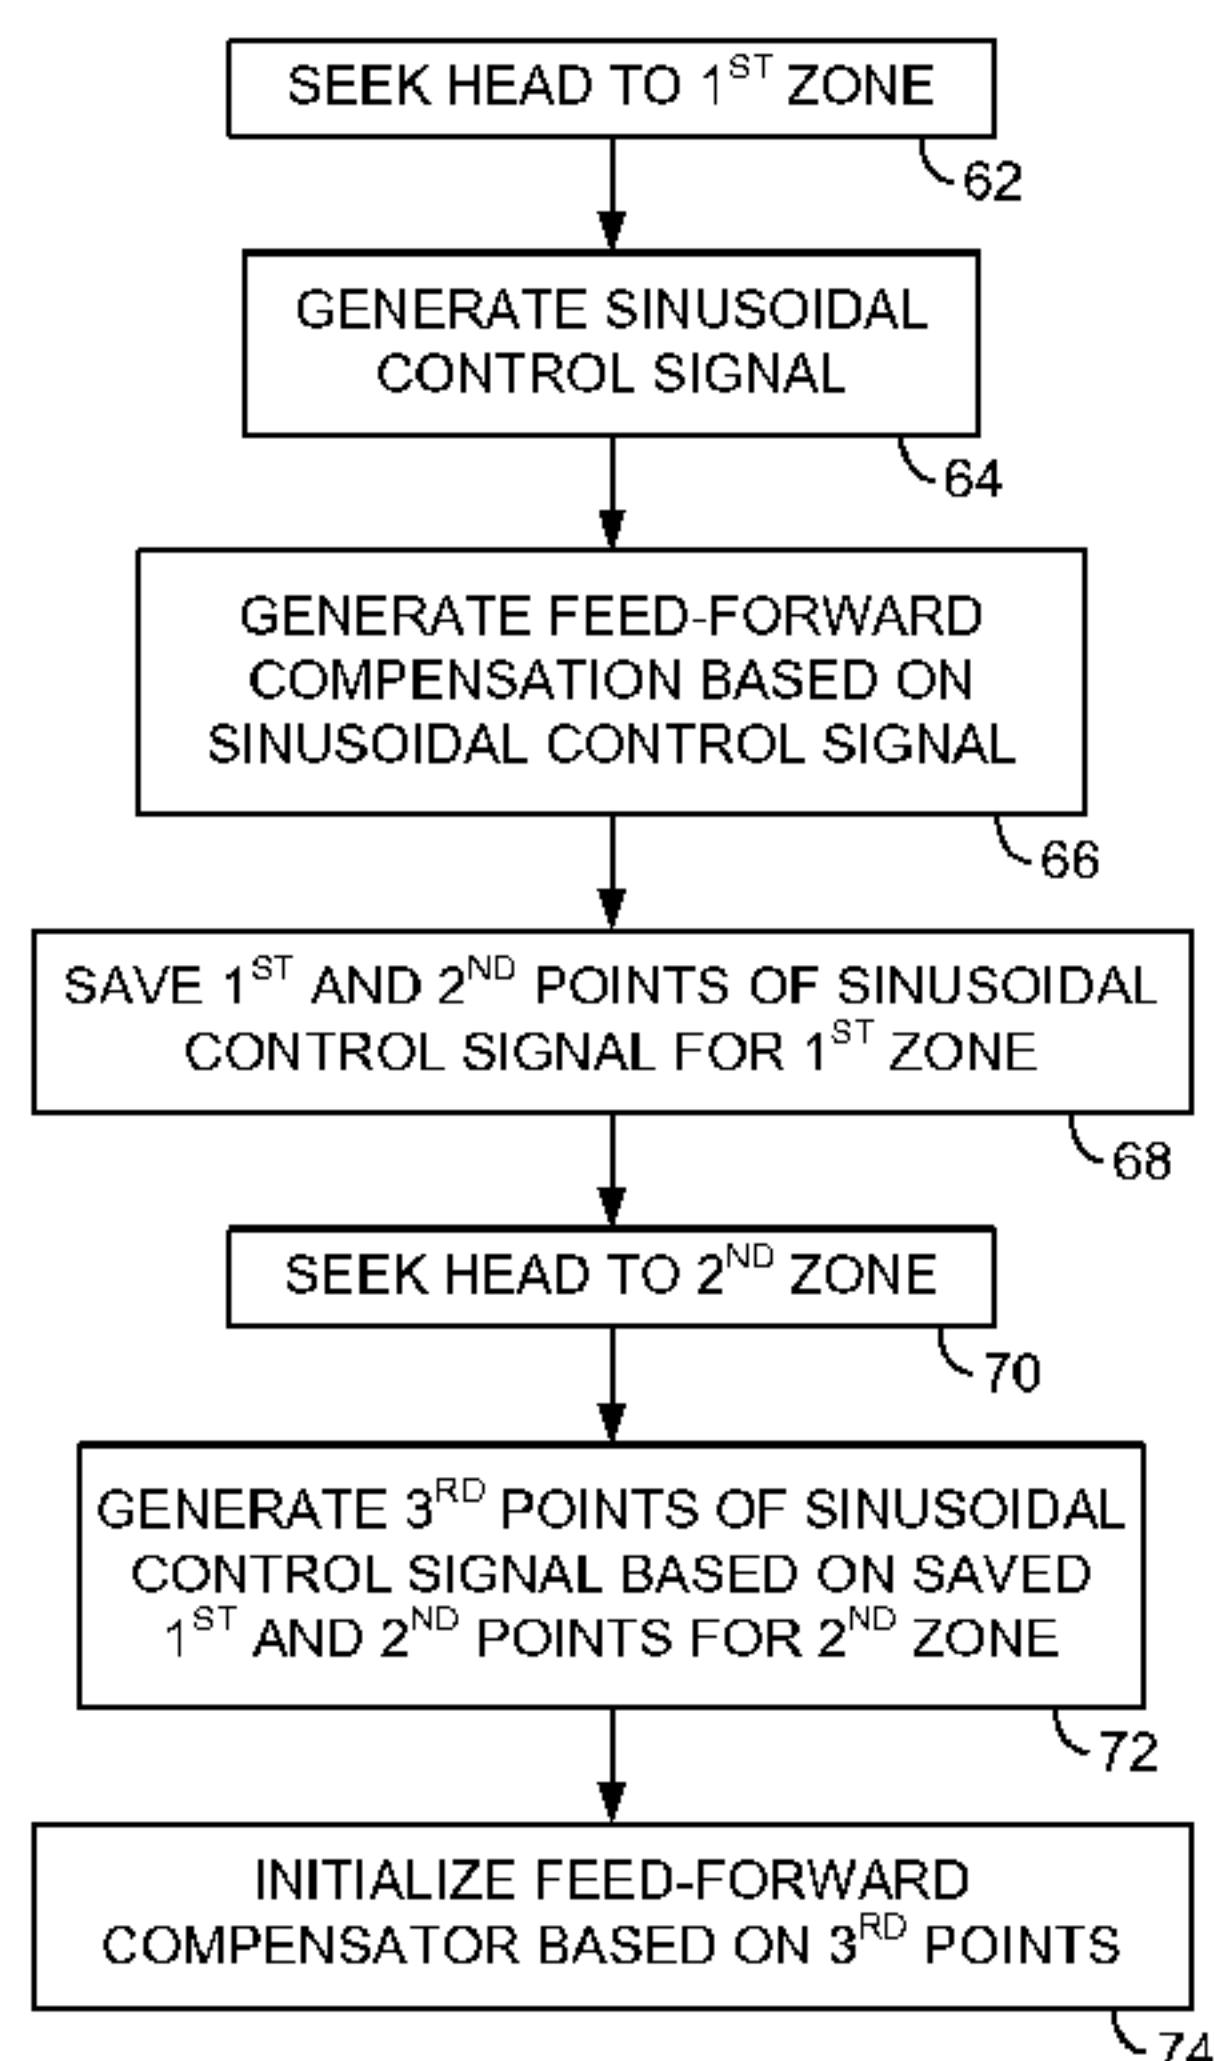 SEEK HEAD TO 1ST ZONE
62
GENERATE SINUSOIDAL
CONTROL SIGNAL
64
GENERATE FEED-FORWARD
COMPENSATION BASED ON
SINUSOIDAL CONTROL SIGNAL
66
SAVE 1ST AND 2ND POINTS OF SINUSOIDAL
CONTROL SIGNAL FOR 1ST ZONE
68
SEEK HEAD TO 2ND ZONE
70
GENERATE 3RD POINTS OF SINUSOIDAL
CONTROL SIGNAL BASED ON SAVED
1ST AND 2ND POINTS FOR 2ND ZONE
72
INITIALIZE FEED-FORWARD
COMPENSATOR BASED ON 3RD POINTS
74